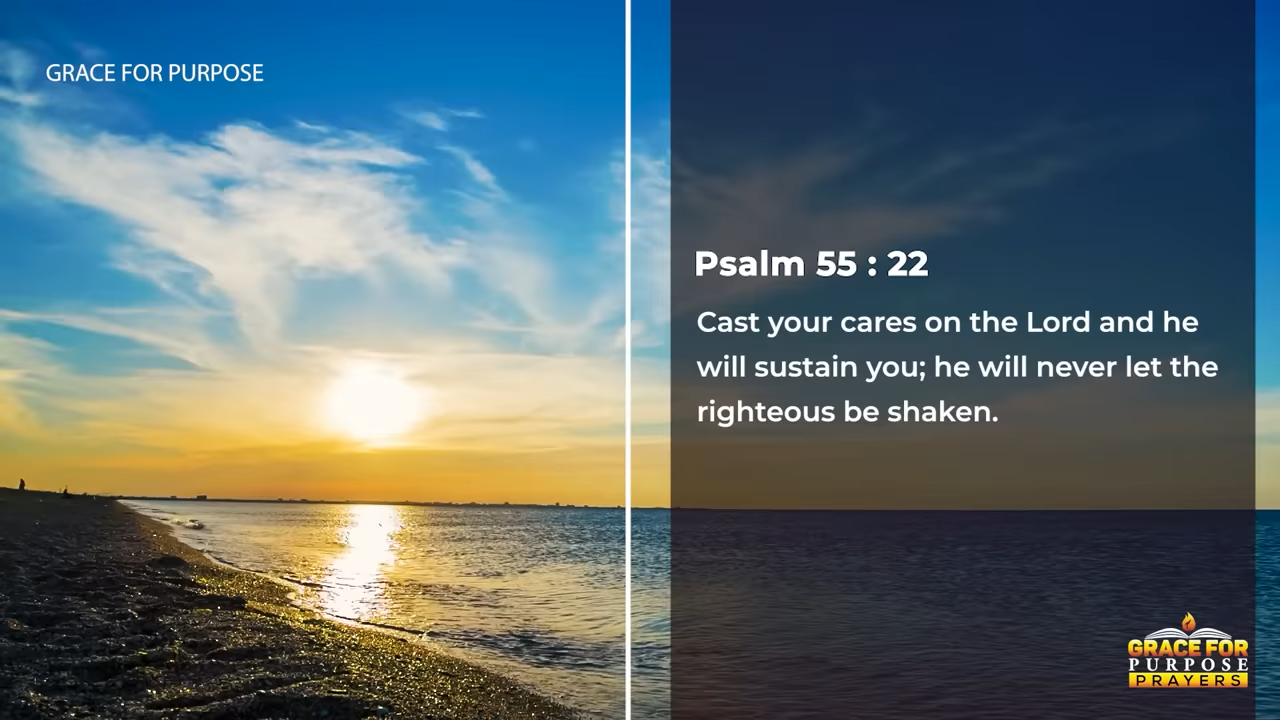 GRACE FOR PURPOSE
Psalm 55 : 22
Cast your cares on the Lord and he
will sustain you; he will never let the
righteous be shaken.
GRACE FOR
PURPOSE
PRAYERS